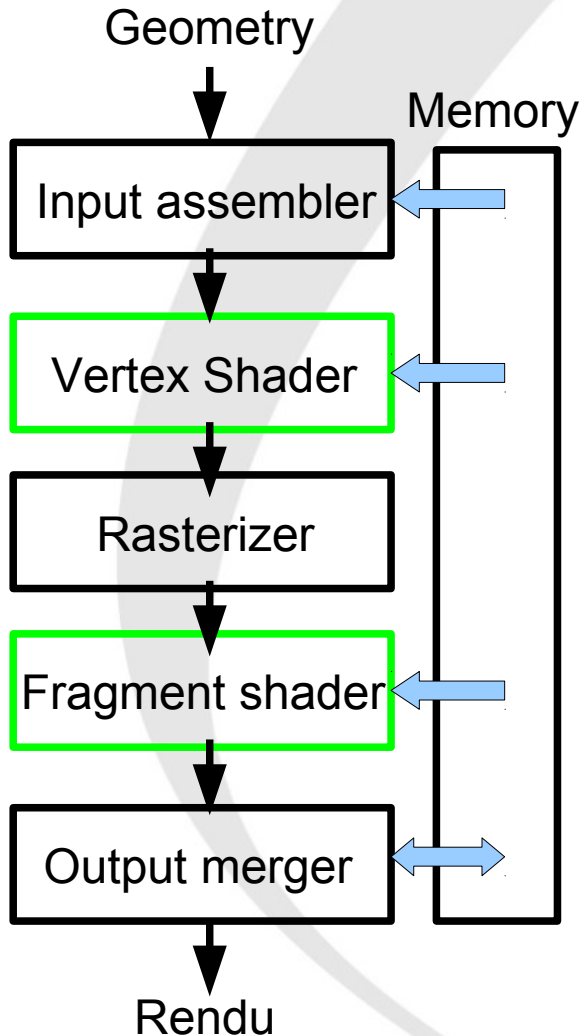 Geometry
Memory
Input assembler
Vertex Shader
Rasterizer
Fragment shader
Output merger
Rendu